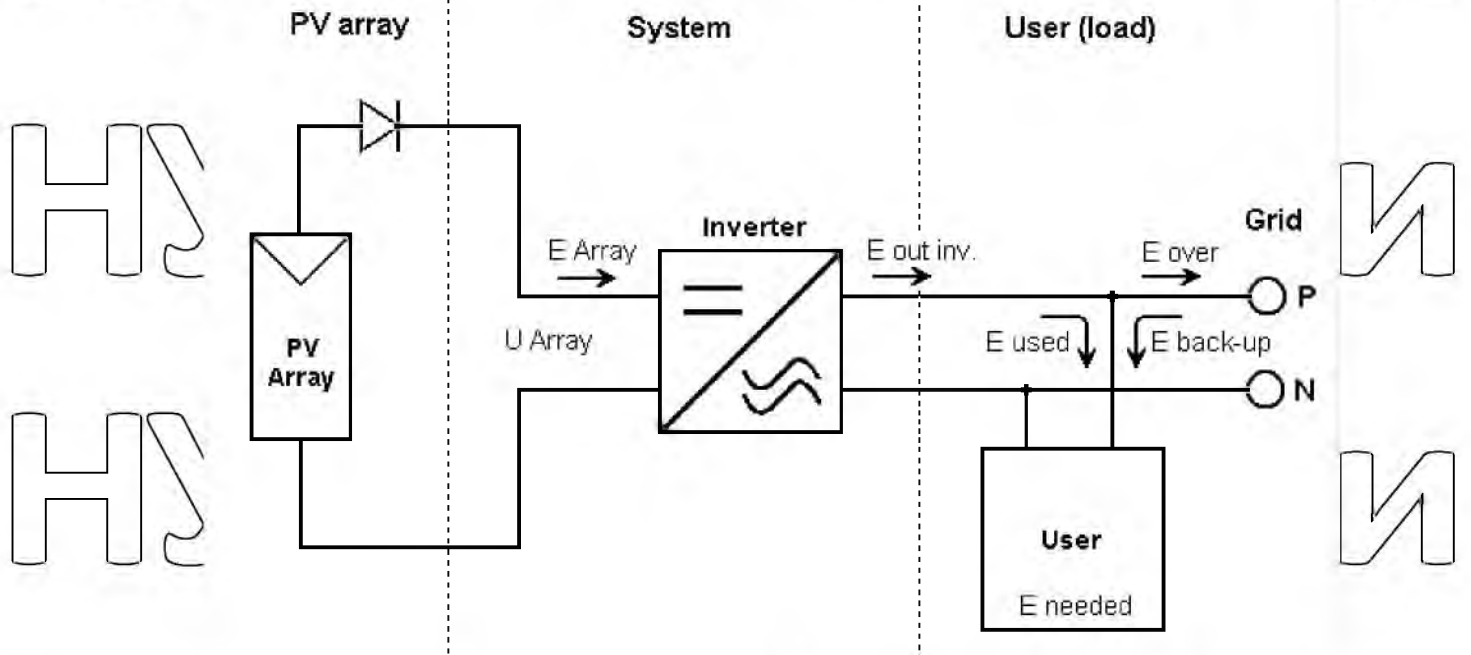 PV array
System
User (load)
Inverter
Grid
E Array
E out inv.
E over
P
U Array
E used
E back-up
PV
Array
N
User
E needed